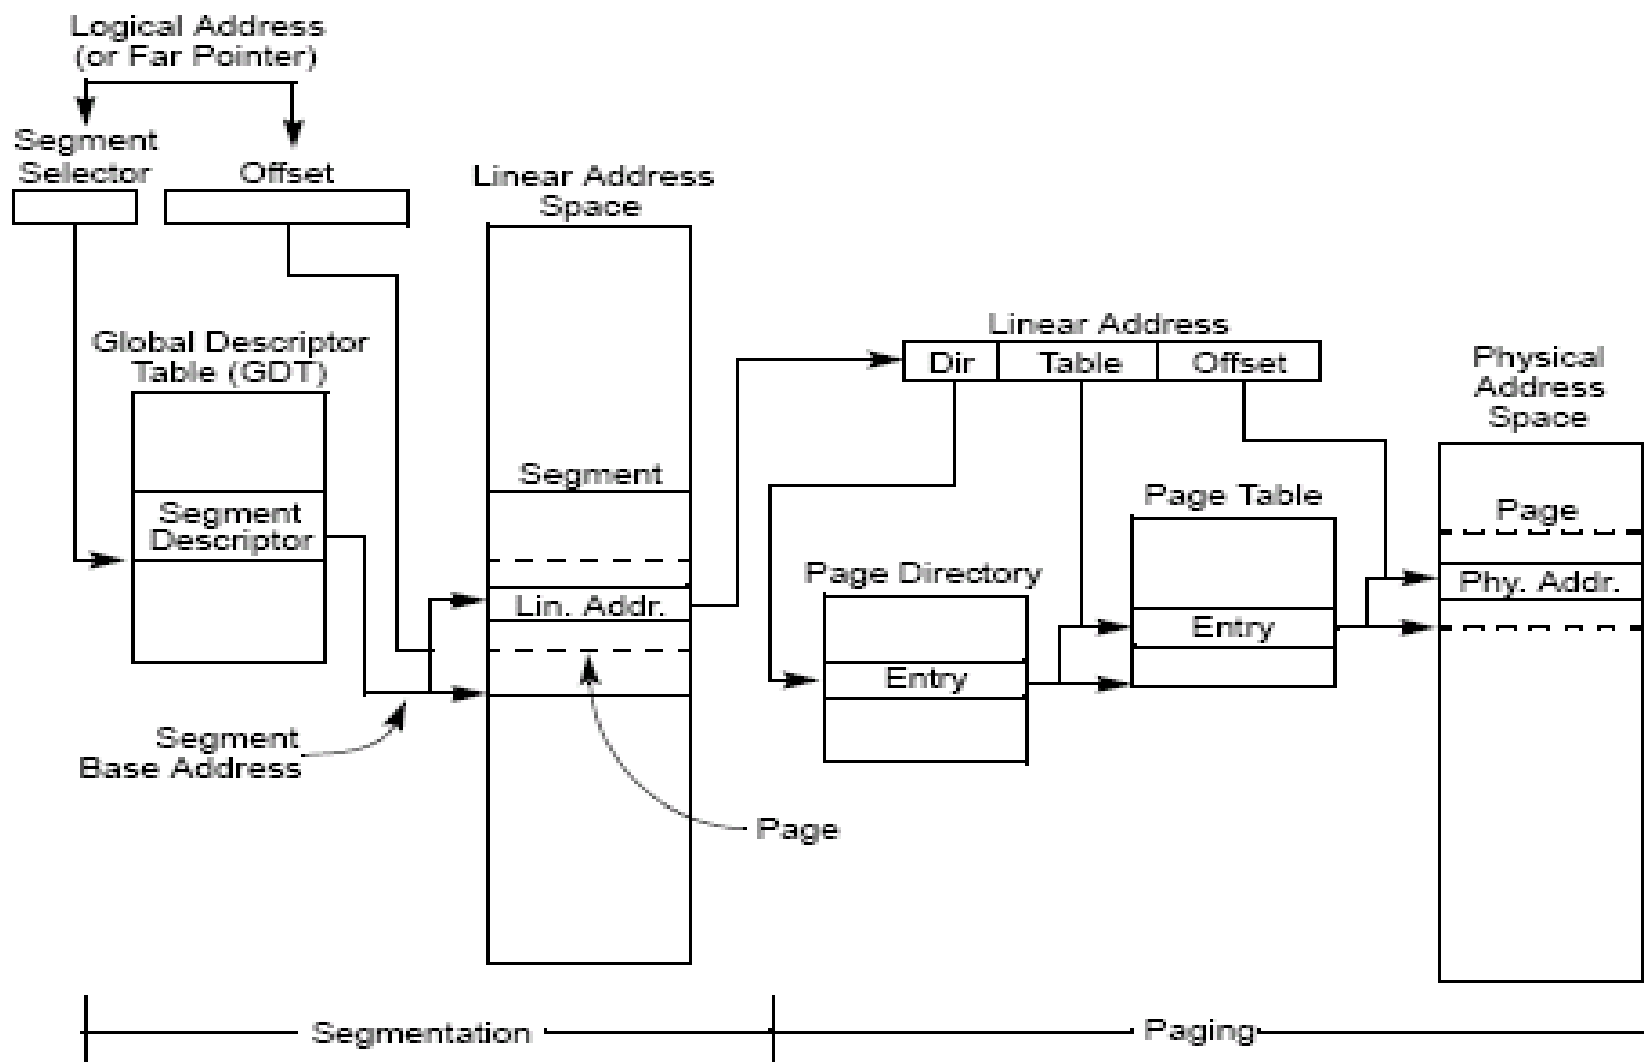 Logical Address
(or Far Pointer)
Segment
Selector
Offset
Linear Address
Space
Global Descriptor
Table (GDT)
Segment
Descriptor
Segment
Lin. Addr.
Segment
Base Address
Page
Linear Address
Dir
Table
Offset
Page Directory
Entry
Page Table
Entry
Physical
Address
Space
Page
Phy. Addr.
Segmentation
Paging